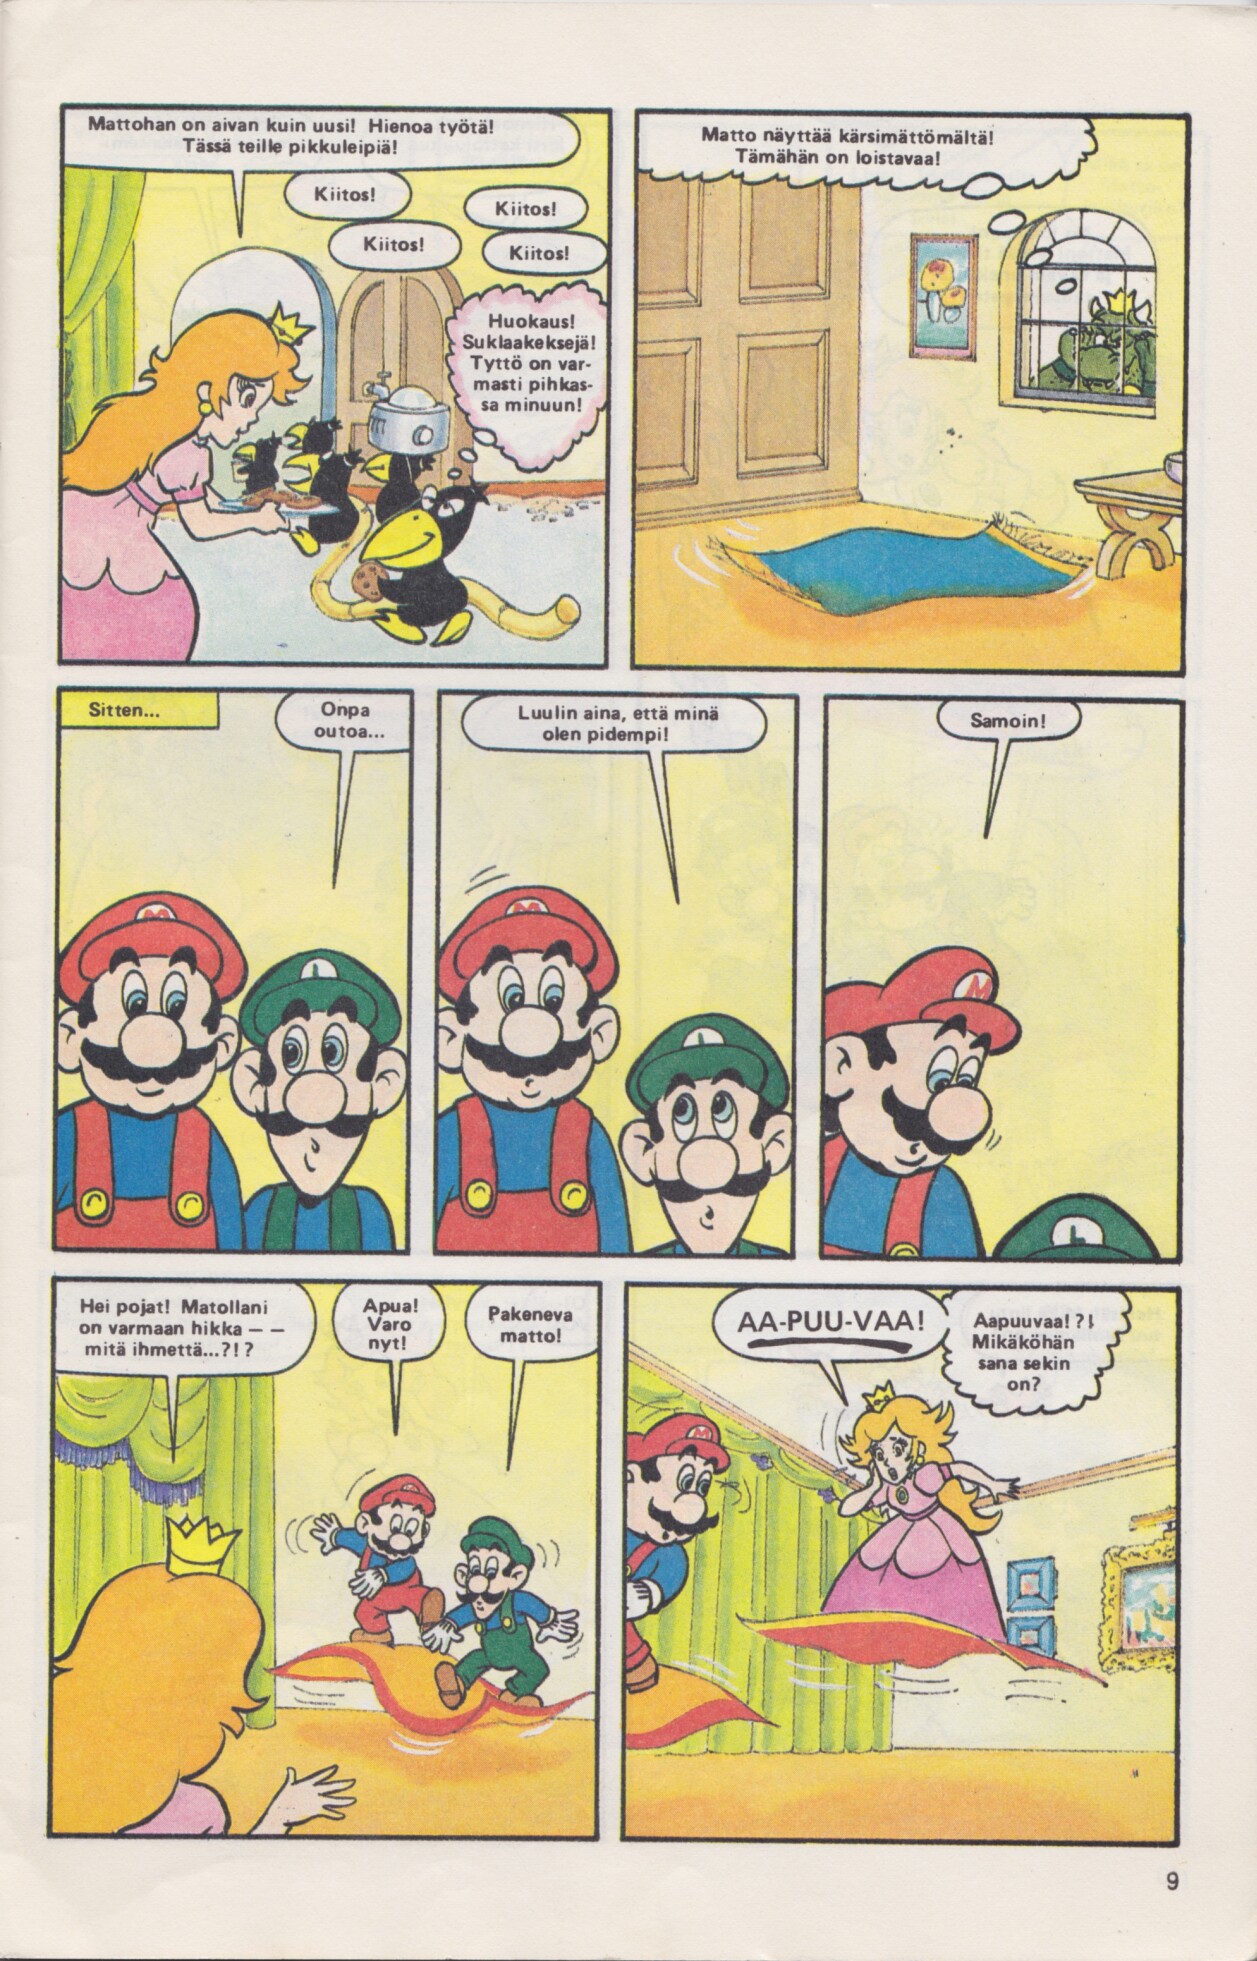 Mattohan on aivan kuin uusi! Hienoa työtä!
Tässä teille pikkuleipiä!
Kiitos!
Kiitos!
Kiitos!
Kiitos!
Huokaus!
Suklaakeksejä!
Tyttö on var-
masti pihkas-
sa minuun!
Matto näyttää kärsimättömältä!
Tämähän on loistavaa!
Sitten...
Onpa
outoa...
M
L
Luulin aina, että minä
olen pidempi!
M
L
Samoin!
M
L
Hei pojat! Matollani
on varmaan hikka — —
mitä ihmettä...?!?
Apua!
Varo
nyt!
Pakeneva
matto!
AA-PUU-VAA!
Aapuuvaa!?!
Mikäköhän
sana sekin
on?
M
9